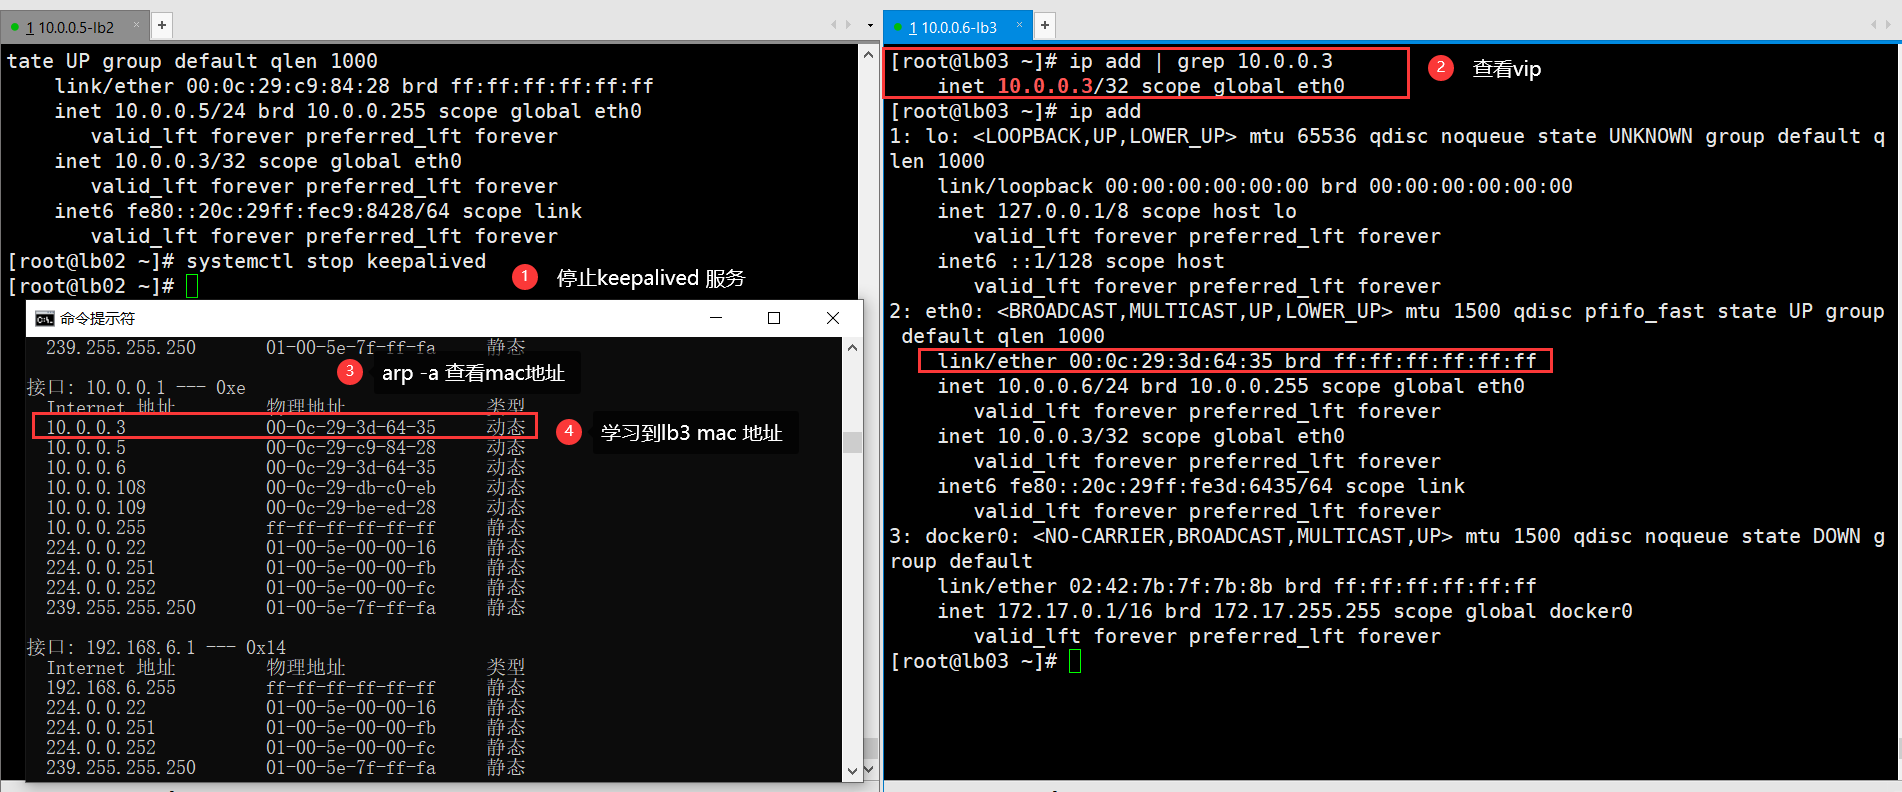 1 10.0.0.5-lb2 × +
tate UP group default qlen 1000
link/ether 00:0c:29:c9:84:28 brd ff:ff:ff:ff:ff:ff
inet 10.0.0.5/24 brd 10.0.0.255 scope global eth0
valid_lft forever preferred_lft forever
inet 10.0.0.3/32 scope global eth0
valid_lft forever preferred_lft forever
inet6 fe80::20c:29ff:fec9:8428/64 scope link
valid_lft forever preferred_lft forever
[root@lb02 ~]# systemctl stop keepalived
[root@lb02 ~]#
1 停止keepalived 服务
命令提示符
239.255.255.250 01-00-5e-7f-ff-fa 静态
3 arp -a 查看mac地址
接口: 10.0.0.1 --- 0xe
Internet 地址 物理地址 类型
10.0.0.3 00-0c-29-3d-64-35 动态
4 学习到lb3 mac 地址
10.0.0.5 00-0c-29-c9-84-28 动态
10.0.0.6 00-0c-29-3d-64-35 动态
10.0.0.108 00-0c-29-db-c0-eb 动态
10.0.0.109 00-0c-29-be-ed-28 动态
10.0.0.255 ff-ff-ff-ff-ff-ff 静态
224.0.0.22 01-00-5e-00-00-16 静态
224.0.0.251 01-00-5e-00-00-fb 静态
224.0.0.252 01-00-5e-00-00-fc 静态
239.255.255.250 01-00-5e-7f-ff-fa 静态
接口: 192.168.6.1 --- 0x14
Internet 地址 物理地址 类型
192.168.6.255 ff-ff-ff-ff-ff-ff 静态
224.0.0.22 01-00-5e-00-00-16 静态
224.0.0.251 01-00-5e-00-00-fb 静态
224.0.0.252 01-00-5e-00-00-fc 静态
239.255.255.250 01-00-5e-7f-ff-fa 静态
1 10.0.0.6-lb3 × +
[root@lb03 ~]# ip add | grep 10.0.0.3
inet 10.0.0.3/32 scope global eth0
2 查看vip
[root@lb03 ~]# ip add
1: lo: <LOOPBACK,UP,LOWER_UP> mtu 65536 qdisc noqueue state UNKNOWN group default q
len 1000
link/loopback 00:00:00:00:00:00 brd 00:00:00:00:00:00
inet 127.0.0.1/8 scope host lo
valid_lft forever preferred_lft forever
inet6 ::1/128 scope host
valid_lft forever preferred_lft forever
2: eth0: <BROADCAST,MULTICAST,UP,LOWER_UP> mtu 1500 qdisc pfifo_fast state UP group
default qlen 1000
link/ether 00:0c:29:3d:64:35 brd ff:ff:ff:ff:ff:ff
inet 10.0.0.6/24 brd 10.0.0.255 scope global eth0
valid_lft forever preferred_lft forever
inet 10.0.0.3/32 scope global eth0
valid_lft forever preferred_lft forever
inet6 fe80::20c:29ff:fe3d:6435/64 scope link
valid_lft forever preferred_lft forever
3: docker0: <NO-CARRIER,BROADCAST,MULTICAST,UP> mtu 1500 qdisc noqueue state DOWN g
roup default
link/ether 02:42:7b:7f:7b:8b brd ff:ff:ff:ff:ff:ff
inet 172.17.0.1/16 brd 172.17.255.255 scope global docker0
valid_lft forever preferred_lft forever
[root@lb03 ~]#